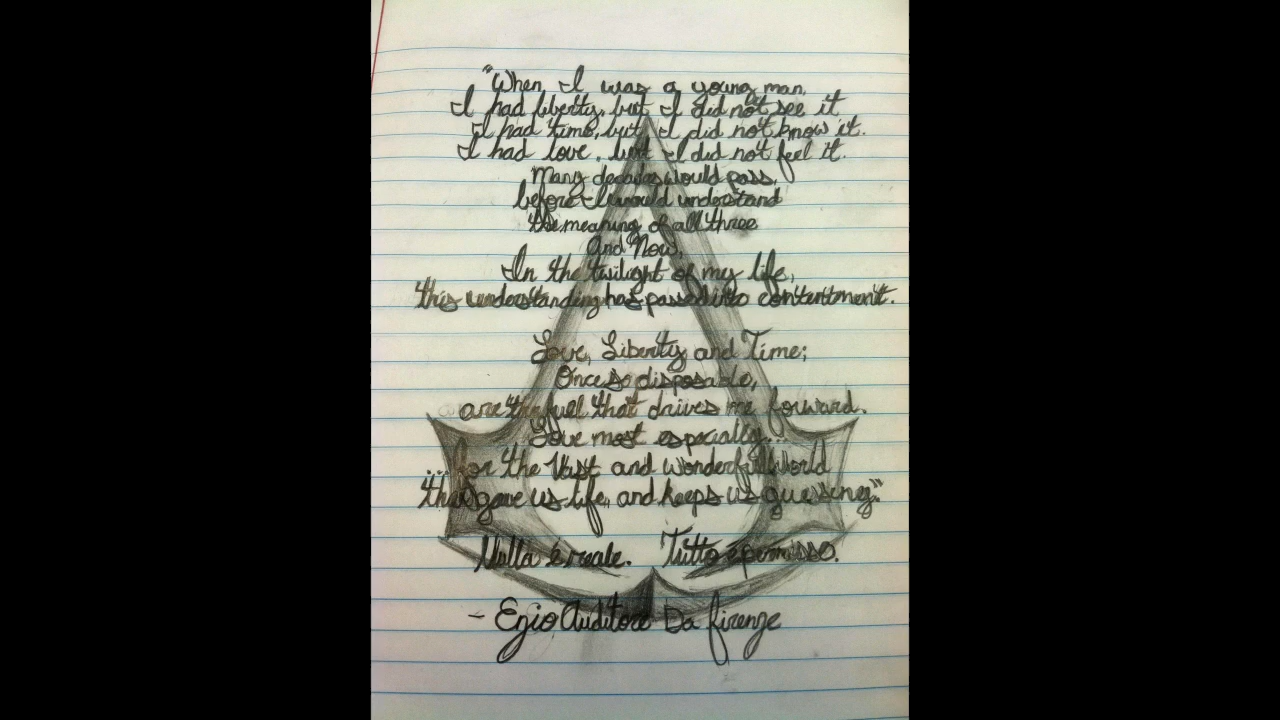 "When I was a young man,
I had liberty, but I did not see it
I had time, but I did not know it.
I had love, but I did not feel it.
Many decades would pass,
before I would understand
the meaning of all three
And Now,
In the twilight of my life,
this understanding has passed into contentment.
Love, Liberty and Time;
Once so disposable,
are the fuel that drives me forward.
Love most especially...
...for the Vast and wonderful World
that gave us life, and keeps us guessing."
Nulla é reale. Tutto é permesso.
- Ezio Auditore Da firenze